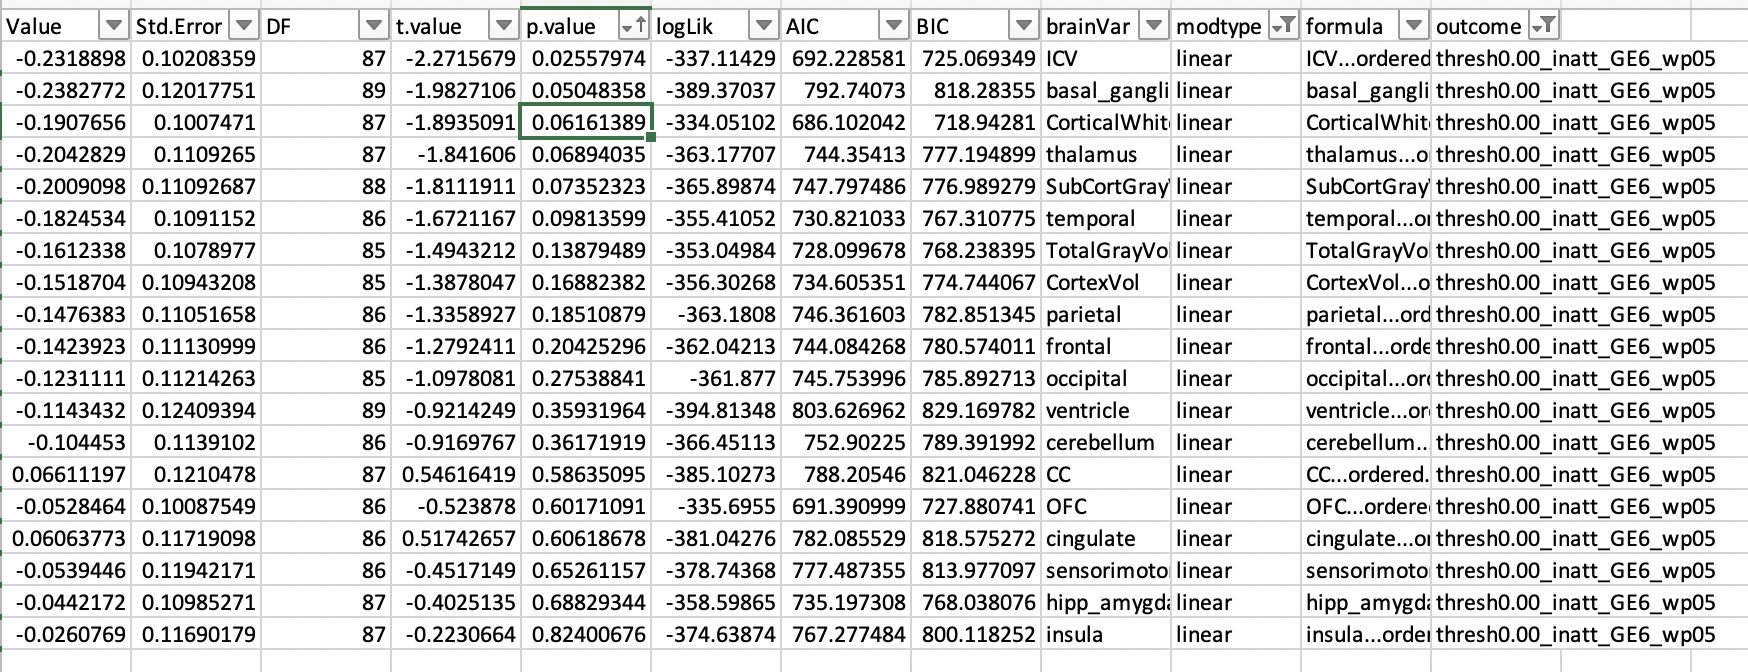 Value Std.Error DF t.value p.value logLik AIC BIC brainVar modtype formula outcome
-0.2318898 0.10208359 87 -2.2715679 0.02557974 -337.11429 692.228581 725.069349 ICV linear ICV...ordered thresh0.00_inatt_GE6_wp05
-0.2382772 0.12017751 89 -1.9827106 0.05048358 -389.37037 792.74073 818.28355 basal_gangli linear basal_gangli thresh0.00_inatt_GE6_wp05
-0.1907656 0.1007471 87 -1.8935091 0.06161389 -334.05102 686.102042 718.94281 CorticalWhit linear CorticalWhit thresh0.00_inatt_GE6_wp05
-0.2042829 0.1109265 87 -1.841606 0.06894035 -363.17707 744.35413 777.194899 thalamus linear thalamus...o thresh0.00_inatt_GE6_wp05
-0.2009098 0.11092687 88 -1.8111911 0.07352323 -365.89874 747.797486 776.989279 SubCortGray linear SubCortGray thresh0.00_inatt_GE6_wp05
-0.1824534 0.1091152 86 -1.6721167 0.09813599 -355.41052 730.821033 767.310775 temporal linear temporal...o thresh0.00_inatt_GE6_wp05
-0.1612338 0.1078977 85 -1.4943212 0.13879489 -353.04984 728.099678 768.238395 TotalGrayVo linear TotalGrayVo thresh0.00_inatt_GE6_wp05
-0.1518704 0.10943208 85 -1.3878047 0.16882382 -356.30268 734.605351 774.744067 CortexVol linear CortexVol...o thresh0.00_inatt_GE6_wp05
-0.1476383 0.11051658 86 -1.3358927 0.18510879 -363.1808 746.361603 782.851345 parietal linear parietal...ord thresh0.00_inatt_GE6_wp05
-0.1423923 0.11130999 86 -1.2792411 0.20425296 -362.04213 744.084268 780.574011 frontal linear frontal...orde thresh0.00_inatt_GE6_wp05
-0.1231111 0.11214263 85 -1.0978081 0.27538841 -361.877 745.753996 785.892713 occipital linear occipital...or thresh0.00_inatt_GE6_wp05
-0.1143432 0.12409394 89 -0.9214249 0.35931964 -394.81348 803.626962 829.169782 ventricle linear ventricle...or thresh0.00_inatt_GE6_wp05
-0.104453 0.1139102 86 -0.9169767 0.36171919 -366.45113 752.90225 789.391992 cerebellum linear cerebellum.. thresh0.00_inatt_GE6_wp05
0.06611197 0.1210478 87 0.54616419 0.58635095 -385.10273 788.20546 821.046228 CC linear CC...ordered. thresh0.00_inatt_GE6_wp05
-0.0528464 0.10087549 86 -0.523878 0.60171091 -335.6955 691.390999 727.880741 OFC linear OFC...ordere thresh0.00_inatt_GE6_wp05
0.06063773 0.11719098 86 0.51742657 0.60618678 -381.04276 782.085529 818.575272 cingulate linear cingulate...o thresh0.00_inatt_GE6_wp05
-0.0539446 0.11942171 86 -0.4517149 0.65261157 -378.74368 777.487355 813.977097 sensorimoto linear sensorimoto thresh0.00_inatt_GE6_wp05
-0.0442172 0.10985271 87 -0.4025135 0.68829344 -358.59865 735.197308 768.038076 hipp_amygd linear hipp_amygd thresh0.00_inatt_GE6_wp05
-0.0260769 0.11690179 87 -0.2230664 0.82400676 -374.63874 767.277484 800.118252 insula linear insula...orde thresh0.00_inatt_GE6_wp05